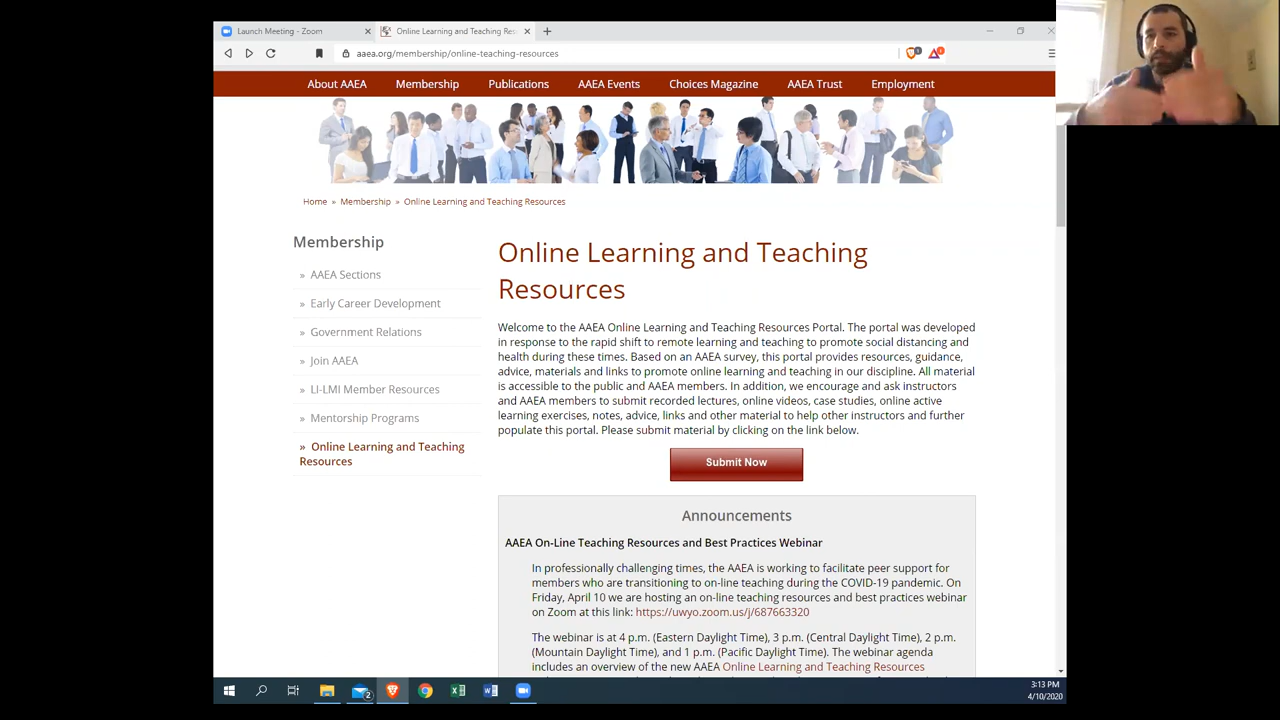 Launch Meeting - Zoom
Online Learning and Teaching Res
aaea.org/membership/online-teaching-resources
About AAEA Membership Publications AAEA Events Choices Magazine AAEA Trust Employment
Home » Membership » Online Learning and Teaching Resources
Membership
» AAEA Sections
» Early Career Development
» Government Relations
» Join AAEA
» LI-LMI Member Resources
» Mentorship Programs
» Online Learning and Teaching
Resources
Online Learning and Teaching
Resources
Welcome to the AAEA Online Learning and Teaching Resources Portal. The portal was developed
in response to the rapid shift to remote learning and teaching to promote social distancing and
health during these times. Based on an AAEA survey, this portal provides resources, guidance,
advice, materials and links to promote online learning and teaching in our discipline. All material
is accessible to the public and AAEA members. In addition, we encourage and ask instructors
and AAEA members to submit recorded lectures, online videos, case studies, online active
learning exercises, notes, advice, links and other material to help other instructors and further
populate this portal. Please submit material by clicking on the link below.
Submit Now
Announcements
AAEA On-Line Teaching Resources and Best Practices Webinar
In professionally challenging times, the AAEA is working to facilitate peer support for
members who are transitioning to on-line teaching during the COVID-19 pandemic. On
Friday, April 10 we are hosting an on-line teaching resources and best practices webinar
on Zoom at this link: https://uwyo.zoom.us/j/687663320
The webinar is at 4 p.m. (Eastern Daylight Time), 3 p.m. (Central Daylight Time), 2 p.m.
(Mountain Daylight Time), and 1 p.m. (Pacific Daylight Time). The webinar agenda
includes an overview of the new AAEA Online Learning and Teaching Resources
2
3:13 PM
4/10/2020